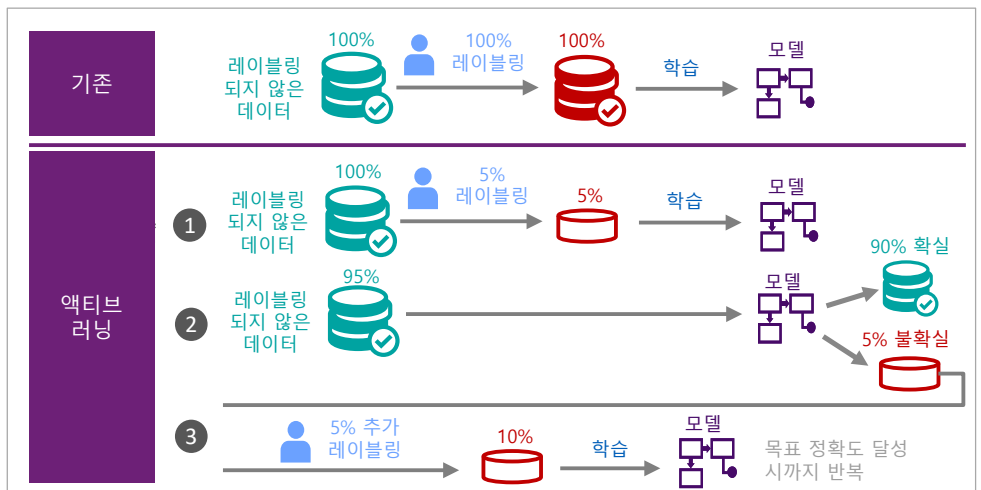 기존
레이블링
되지 않은
데이터
100%
100%
레이블링
100%
학습
모델
액티브
러닝
1
레이블링
되지 않은
데이터
100%
5%
레이블링
5%
학습
모델
2
레이블링
되지 않은
데이터
95%
모델
90% 확실
5% 불확실
3
5% 추가
레이블링
10%
학습
모델
목표 정확도 달성
시까지 반복